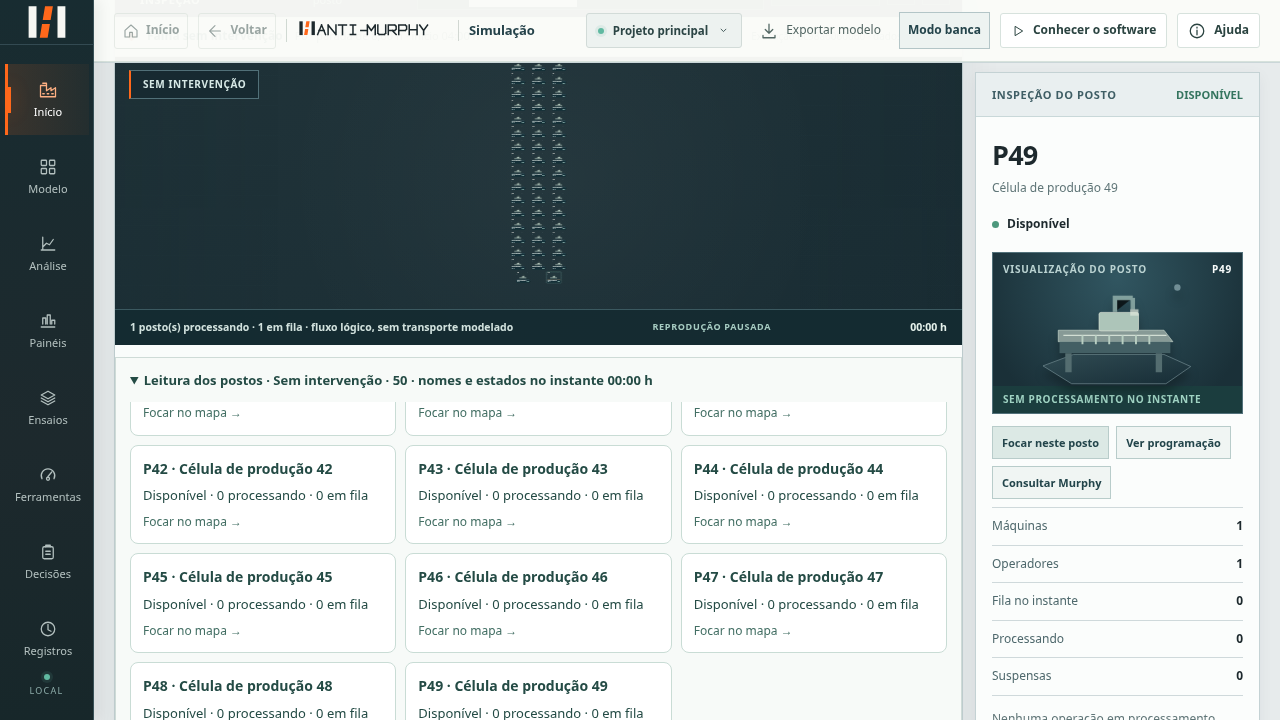 Início
Voltar
ANTI-MURPHY
Simulação
Projeto principal
Exportar modelo
Modo banca
Conhecer o software
Ajuda
Início
Modelo
Análise
Painéis
Ensaios
Ferramentas
Decisões
Registros
LOCAL
SEM INTERVENÇÃO
1 posto(s) processando · 1 em fila · fluxo lógico, sem transporte modelado
REPRODUÇÃO PAUSADA
00:00 h
▼ Leitura dos postos · Sem intervenção · 50 · nomes e estados no instante 00:00 h
Focar no mapa →
Focar no mapa →
Focar no mapa →
P42 · Célula de produção 42
Disponível · 0 processando · 0 em fila
Focar no mapa →
P43 · Célula de produção 43
Disponível · 0 processando · 0 em fila
Focar no mapa →
P44 · Célula de produção 44
Disponível · 0 processando · 0 em fila
Focar no mapa →
P45 · Célula de produção 45
Disponível · 0 processando · 0 em fila
Focar no mapa →
P46 · Célula de produção 46
Disponível · 0 processando · 0 em fila
Focar no mapa →
P47 · Célula de produção 47
Disponível · 0 processando · 0 em fila
Focar no mapa →
P48 · Célula de produção 48
Disponível · 0 processando · 0 em fila
P49 · Célula de produção 49
Disponível · 0 processando · 0 em fila
INSPEÇÃO DO POSTO
DISPONÍVEL
P49
Célula de produção 49
Disponível
VISUALIZAÇÃO DO POSTO
P49
SEM PROCESSAMENTO NO INSTANTE
Focar neste posto
Ver programação
Consultar Murphy
Máquinas 1
Operadores 1
Fila no instante 0
Processando 0
Suspensas 0
Nenhuma operação em processamento